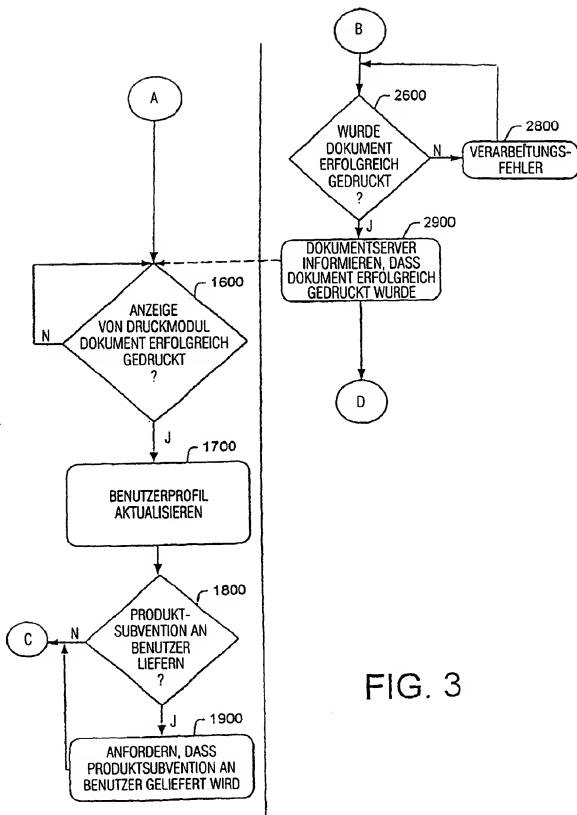 A
1600
ANZEIGE
VON DRUCKMODUL
DOKUMENT ERFOLGREICH
GEDRUCKT
?
N
J
1700
BENUTZERPROFIL
AKTUALISIEREN
1800
PRODUKT-
SUBVENTION AN
BENUTZER
LIEFERN
?
N
C
J
1900
ANFORDERN, DASS
PRODUKTSUBVENTION AN
BENUTZER GELIEFERT WIRD
B
2600
WURDE
DOKUMENT
ERFOLGREICH
GEDRUCKT
?
N
2800
VERARBEITUNGS-
FEHLER
J
2900
DOKUMENTSERVER
INFORMIEREN, DASS
DOKUMENT ERFOLGREICH
GEDRUCKT WURDE
D
FIG. 3